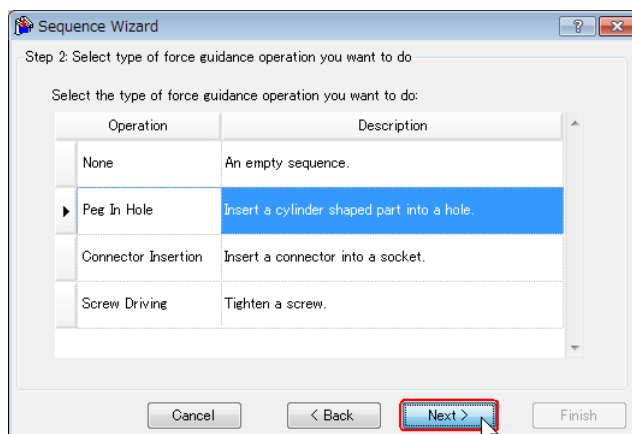 Sequence Wizard
Step 2: Select type of force guidance operation you want to do
Select the type of force guidance operation you want to do:
Operation Description
None An empty sequence.
Peg In Hole Insert a cylinder shaped part into a hole.
Connector Insertion Insert a connector into a socket.
Screw Driving Tighten a screw.
Cancel < Back Next > Finish